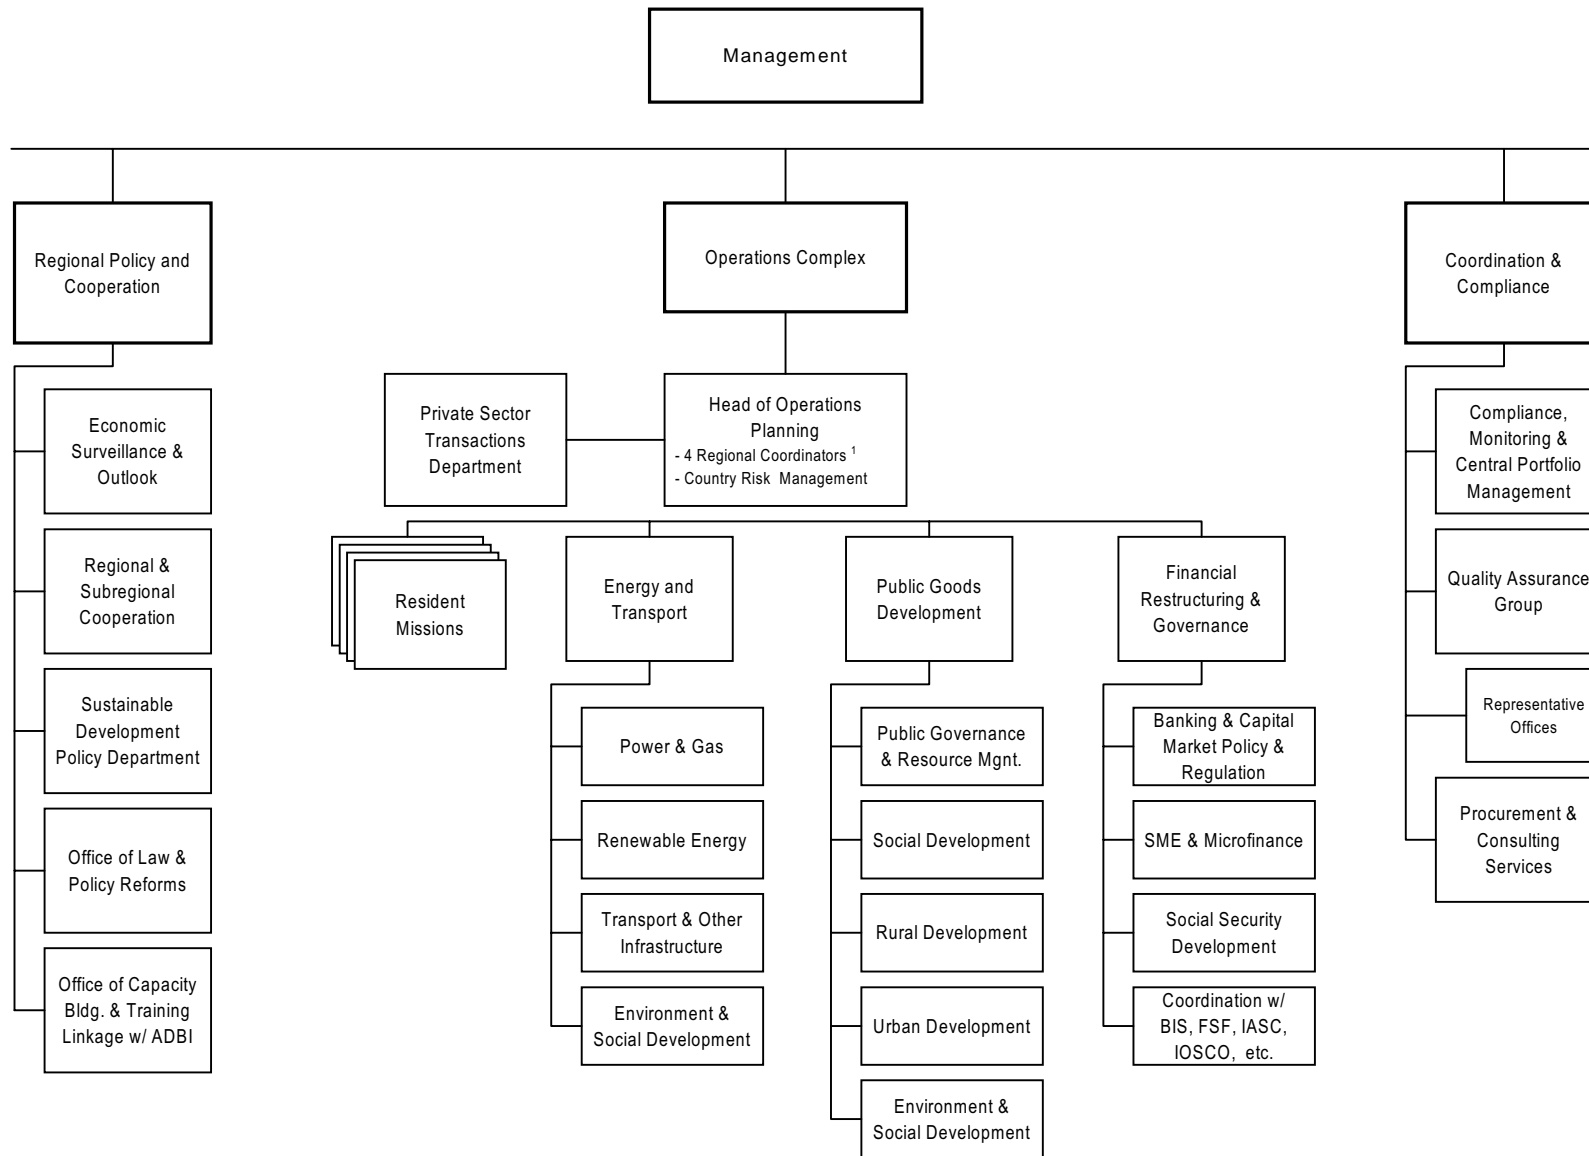 Management
Regional Policy and
Cooperation
Operations Complex
Coordination &
Compliance
Economic
Surveillance &
Outlook
Regional &
Subregional
Cooperation
Sustainable
Development
Policy Department
Office of Law &
Policy Reforms
Office of Capacity
Bldg. & Training
Linkage w/ ADBI
Private Sector
Transactions
Department
Head of Operations
Planning
- 4 Regional Coordinators 1
- Country Risk Management
Resident
Missions
Energy and
Transport
Power & Gas
Renewable Energy
Transport & Other
Infrastructure
Environment &
Social Development
Public Goods
Development
Public Governance
& Resource Mgnt.
Social Development
Rural Development
Urban Development
Environment &
Social Development
Financial
Restructuring &
Governance
Banking & Capital
Market Policy &
Regulation
SME & Microfinance
Social Security
Development
Coordination w/
BIS, FSF, IASC,
IOSCO, etc.
Compliance,
Monitoring &
Central Portfolio
Management
Quality Assurance
Group
Representative
Offices
Procurement &
Consulting
Services